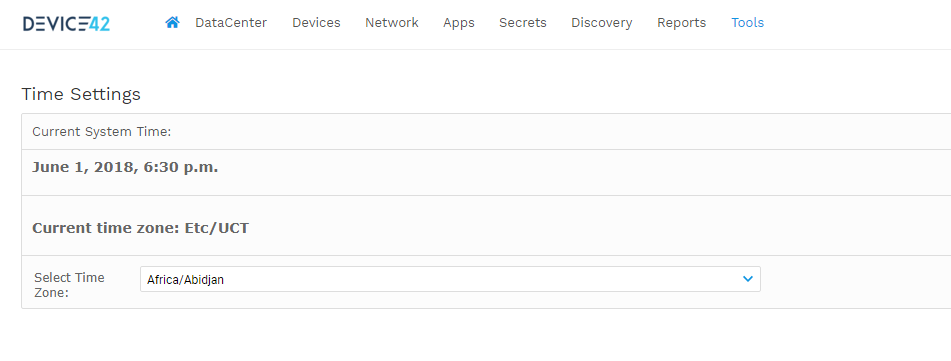 DEVICE42 DataCenter Devices Network Apps Secrets Discovery Reports Tools
Time Settings
Current System Time:
June 1, 2018, 6:30 p.m.
Current time zone: Etc/UCT
Select Time
Zone:
Africa/Abidjan